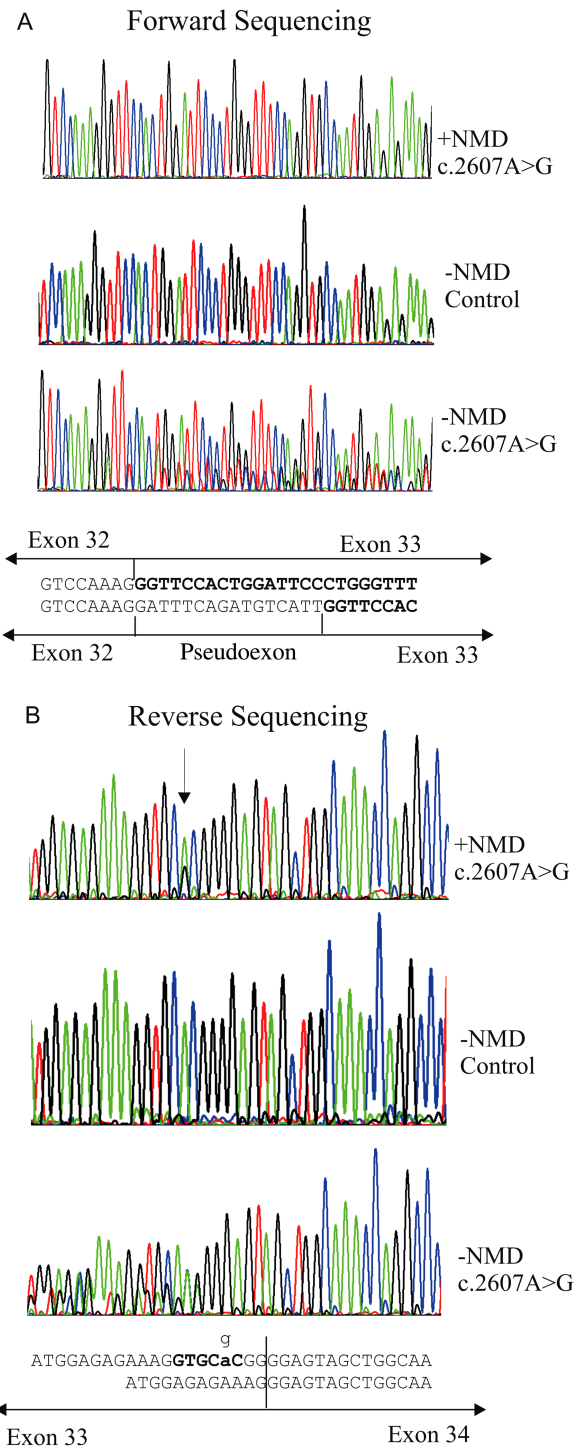 A
Forward Sequencing
+NMD
c.2607A>G
-NMD
Control
-NMD
c.2607A>G
Exon 32
Exon 33
GTCCAAAGGGTTCCACTGGATTCCCTGGGTTT
GTCCAAAGGATTTCAGATGTCATTGGTTCCAC
Exon 32
Pseudoexon
Exon 33
B
Reverse Sequencing
+NMD
c.2607A>G
-NMD
Control
-NMD
c.2607A>G
g
ATGGAGAGAAAGGTGCaCGGGGAGTAGCTGGCAA
ATGGAGAGAAAGGGAGTAGCTGGCAA
Exon 33
Exon 34